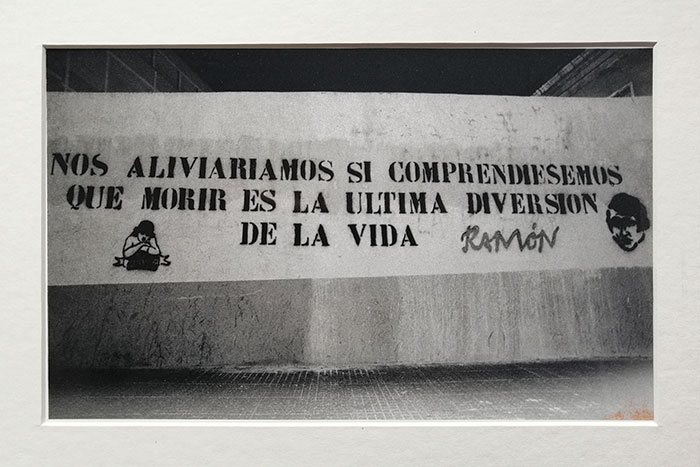 NOS ALIVIARIAMOS SI COMPRENDIESEMOS
QUE MORIR ES LA ULTIMA DIVERSION
DE LA VIDA RAMÓN